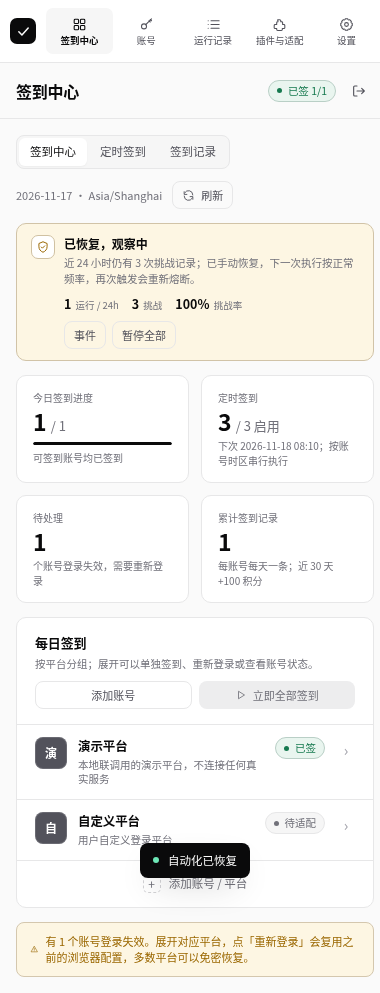 签到中心
账号
运行记录
插件与适配
设置
签到中心
已签 1/1
签到中心
定时签到
签到记录
2026-11-17 · Asia/Shanghai
刷新
已恢复，观察中
近 24 小时仍有 3 次挑战记录；已手动恢复，下一次执行按正常
频率，再次触发会重新熔断。
1 运行 / 24h 3 挑战 100% 挑战率
事件
暂停全部
今日签到进度
1 / 1
可签到账号均已签到
定时签到
3 / 3 启用
下次 2026-11-18 08:10；按账
号时区串行执行
待处理
1
个账号登录失效，需要重新登
录
累计签到记录
1
每账号每天一条；近 30 天
+100 积分
每日签到
按平台分组；展开可以单独签到、重新登录或查看账号状态。
添加账号
立即全部签到
演
演示平台
本地联调用的演示平台，不连接任何真
实服务
已签
自
自定义平台
用户自定义登录平台
待适配
自动化已恢复
+ 添加账号 / 平台
有 1 个账号登录失效。展开对应平台，点「重新登录」会复用之
前的浏览器配置，多数平台可以免密恢复。